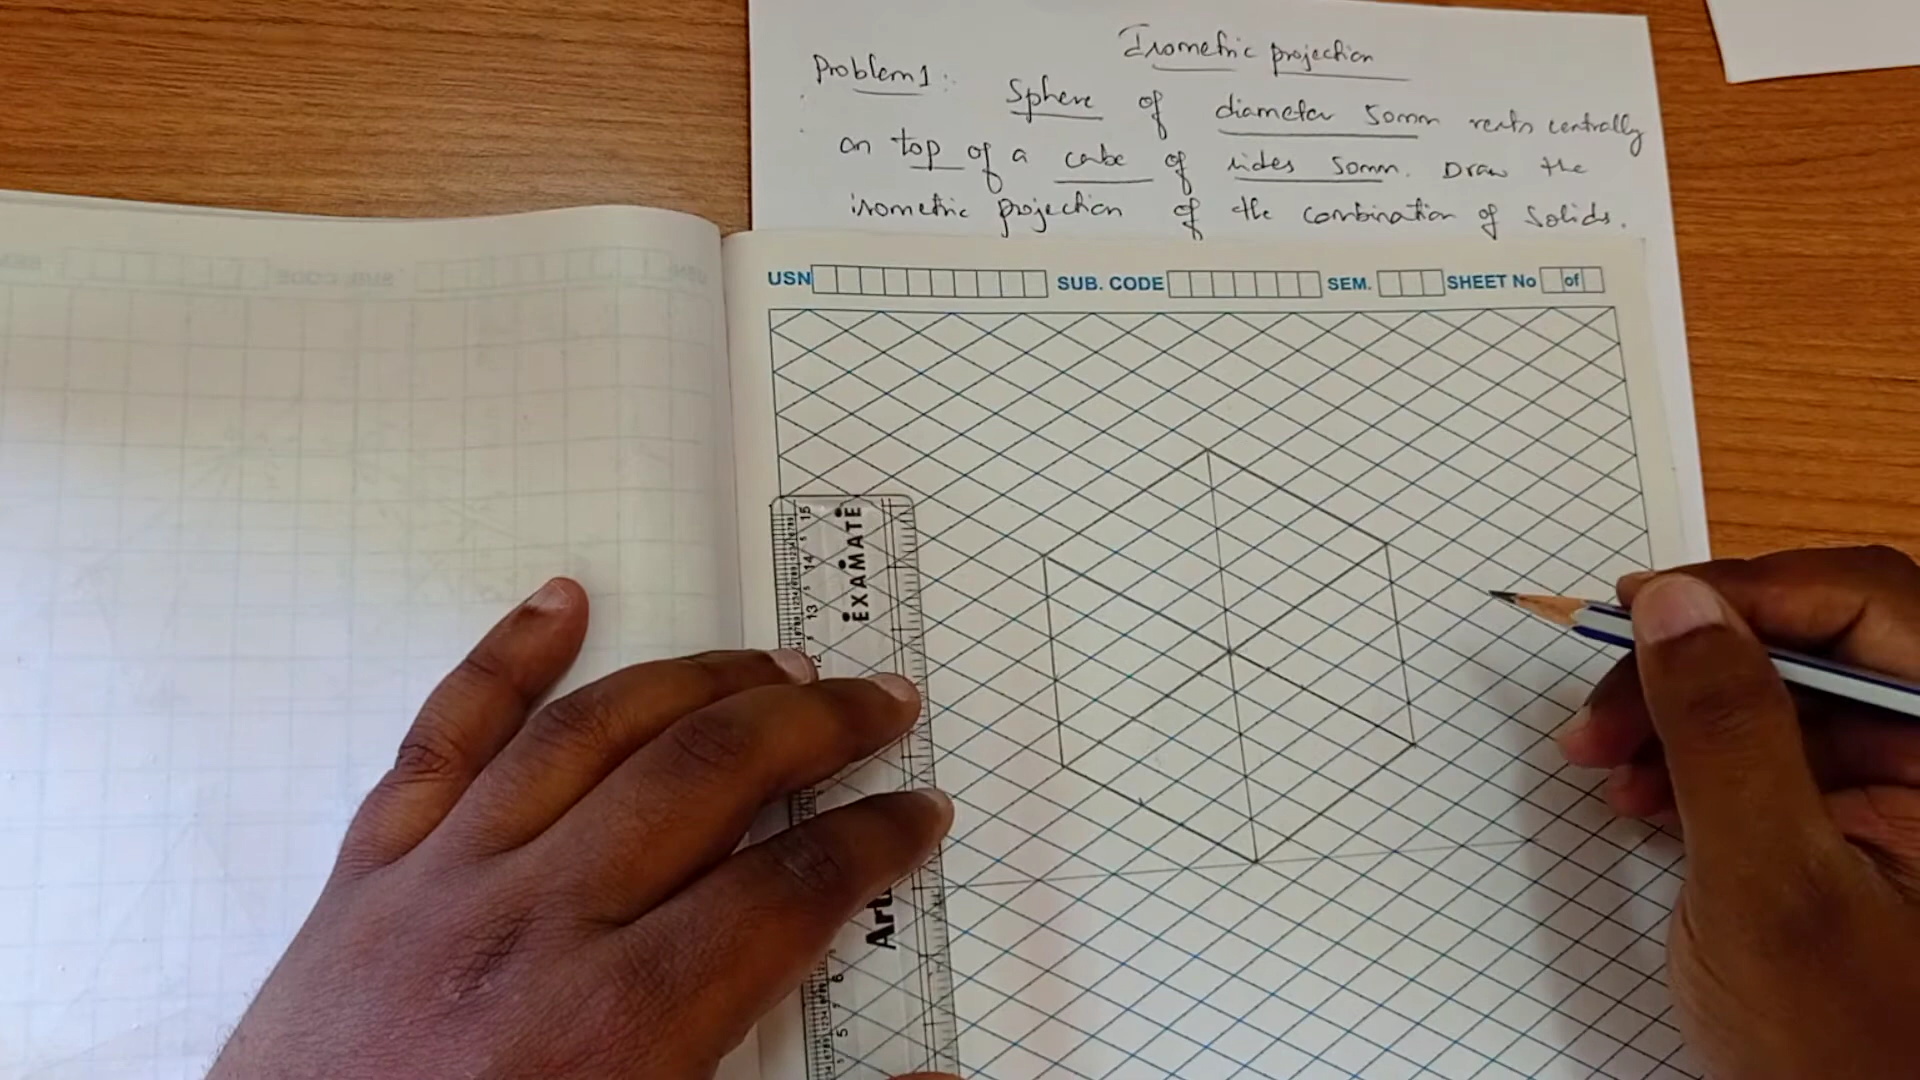 Isometric projection
Problem 1: Sphere of diameter 50mm rests centrally
on top of a cube of sides 50mm. Draw the
isometric projection of the combination of solids.
USN SUB. CODE SEM. SHEET No of
EXAMATE
15
14
13
12
6
5